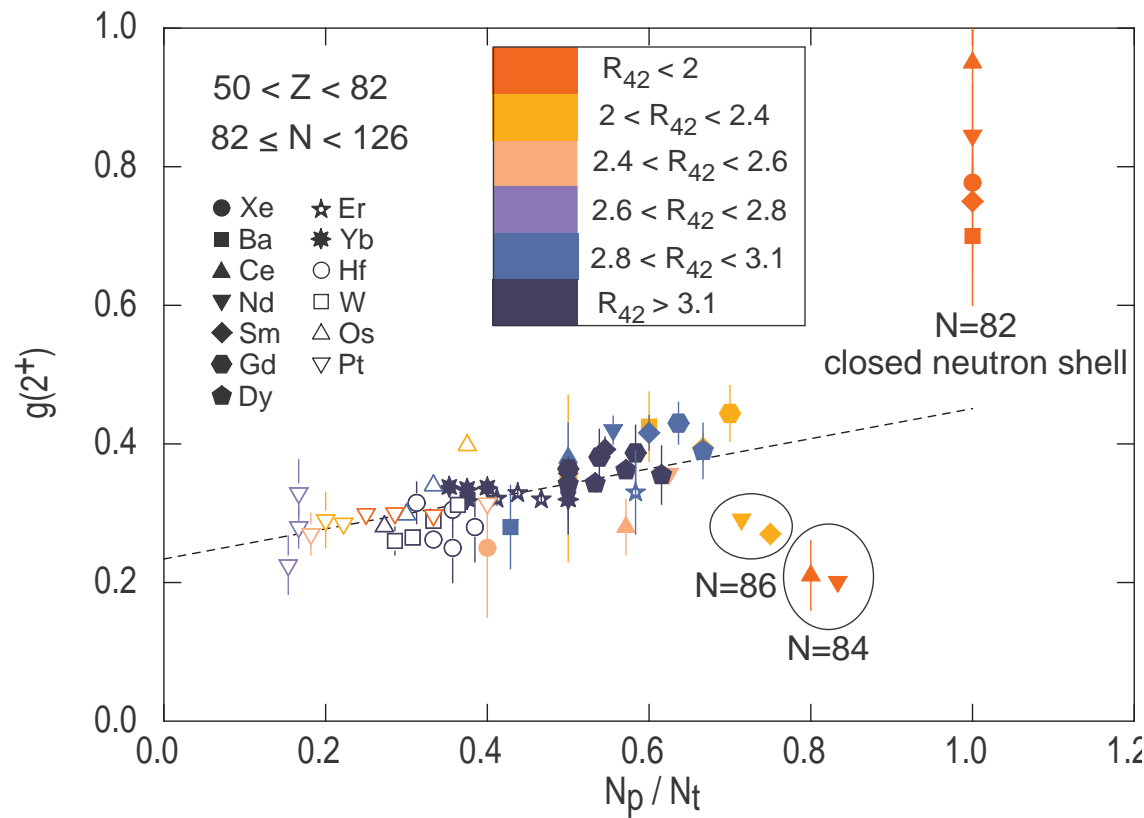 1.0
0.8
0.6
0.4
0.2
0.0
g(2+)
50 < Z < 82
82 ≤ N < 126
Xe
Ba
Ce
Nd
Sm
Gd
Dy
Er
Yb
Hf
W
Os
Pt
R42 < 2
2 < R42 < 2.4
2.4 < R42 < 2.6
2.6 < R42 < 2.8
2.8 < R42 < 3.1
R42 > 3.1
N=82
closed neutron shell
N=86
N=84
0.0 0.2 0.4 0.6 0.8 1.0 1.2
Np / Nt